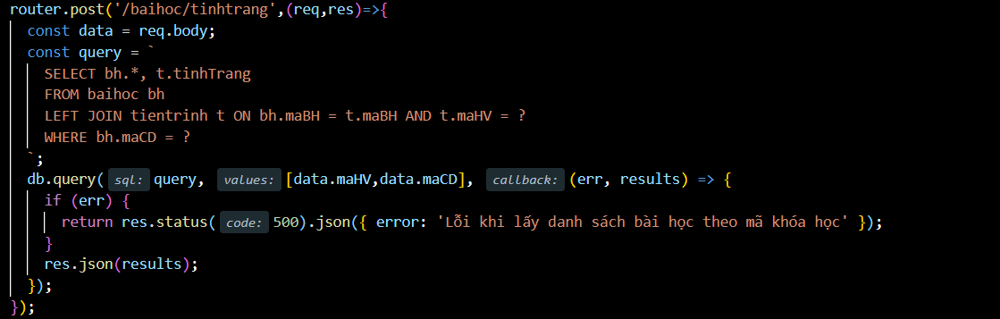 router.post('/baihoc/tinhtrang',(req,res)=>{
const data = req.body;
const query = `
SELECT bh.*, t.tinhTrang
FROM baihoc bh
LEFT JOIN tientrinh t ON bh.maBH = t.maBH AND t.maHV = ?
WHERE bh.maCD = ?
`;
db.query( sql: query, values: [data.maHV,data.maCD], callback: (err, results) => {
if (err) {
return res.status( code: 500).json({ error: 'Lỗi khi lấy danh sách bài học theo mã khóa học' });
}
res.json(results);
});
});